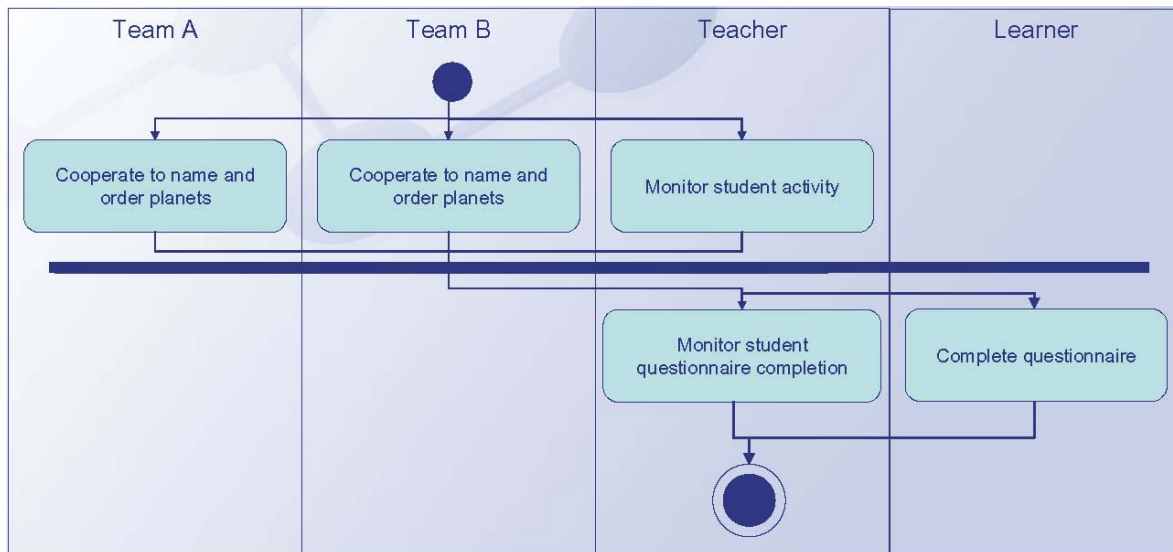 Team A
Team B
Teacher
Learner
Cooperate to name and
order planets
Cooperate to name and
order planets
Monitor student activity
Monitor student
questionnaire completion
Complete questionnaire